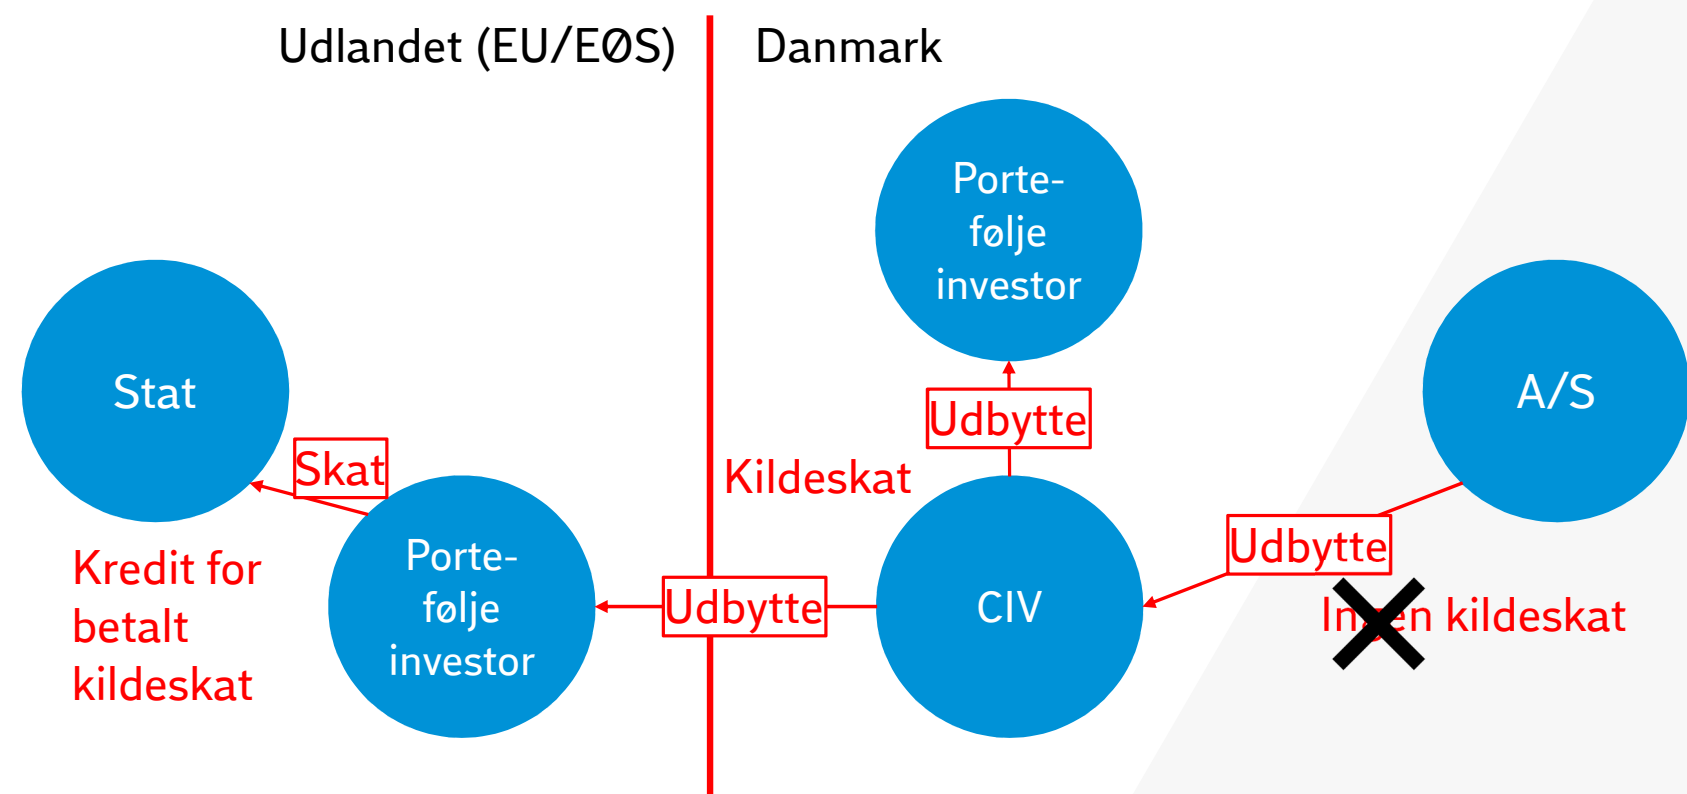 Udlandet (EU/EØS)
Danmark
Porte-
følje
investor
Stat
A/S
Udbytte
Skat
Kildeskat
Udbytte
Kredit for
betalt
kildeskat
Porte-
følje
investor
Udbytte
CIV
Ingen kildeskat